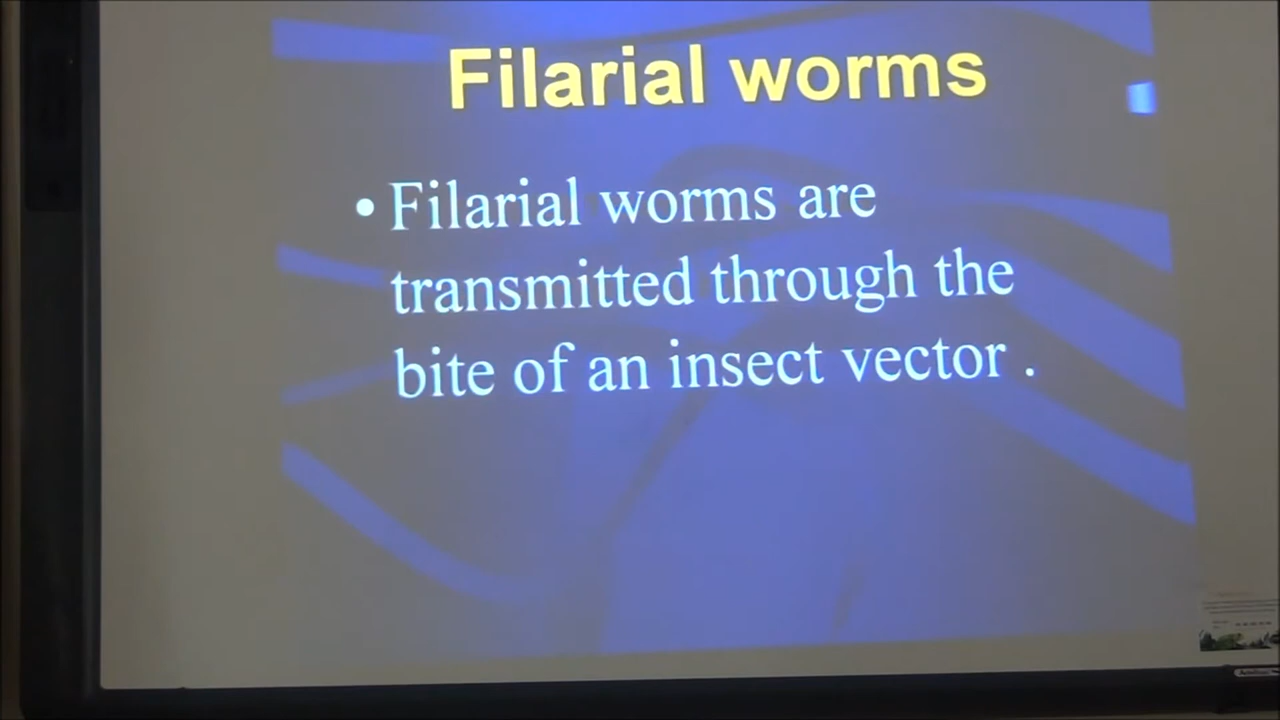 Filarial worms
• Filarial worms are
transmitted through the
bite of an insect vector .